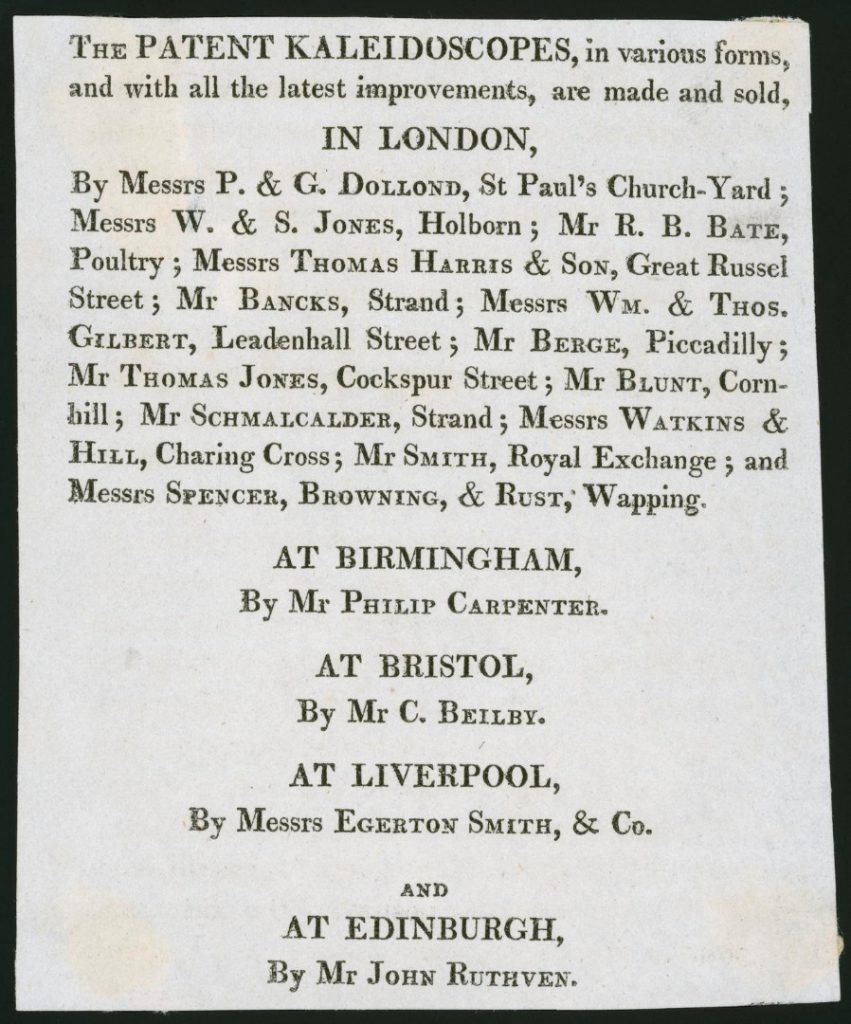 THE PATENT KALEIDOSCOPES, in various forms,
and with all the latest improvements, are made and sold,
IN LONDON,
By Messrs P. & G. DOLLOND, St Paul's Church-Yard ;
Messrs W. & S. JONES, Holborn ; Mr R. B. BATE,
Poultry ; Messrs THOMAS HARRIS & SON, Great Russel
Street ; Mr BANCKS, Strand ; Messrs WM. & THOS.
GILBERT, Leadenhall Street ; Mr BERGE, Piccadilly ;
Mr THOMAS JONES, Cockspur Street ; Mr BLUNT, Corn-
hill ; Mr SCHMALCALDER, Strand ; Messrs WATKINS &
HILL, Charing Cross ; Mr SMITH, Royal Exchange ; and
Messrs SPENCER, BROWNING, & RUST, Wapping.
AT BIRMINGHAM,
By Mr PHILIP CARPENTER.
AT BRISTOL,
By Mr C. BEILBY.
AT LIVERPOOL,
By Messrs EGERTON SMITH, & Co.
AND
AT EDINBURGH,
By Mr JOHN RUTHVEN.